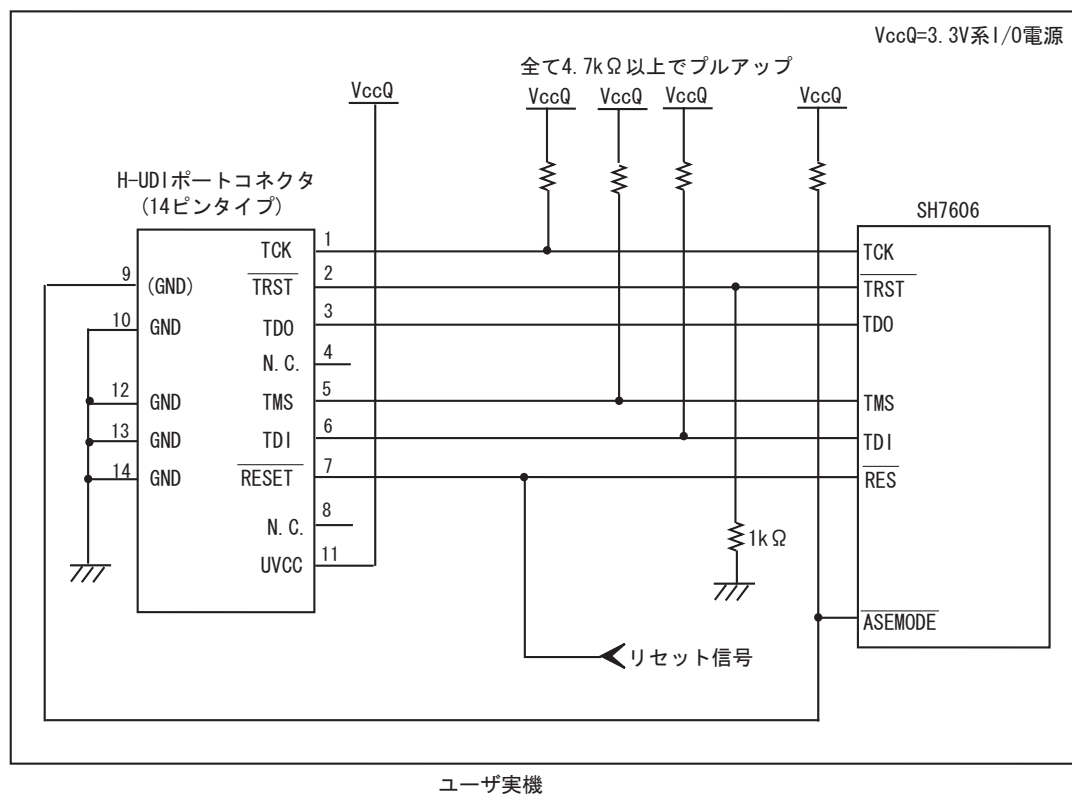 VccQ=3.3V系I/O電源
全て4.7kΩ以上でプルアップ
VccQ
VccQ
VccQ
VccQ
VccQ
H-UDIポートコネクタ
(14ピンタイプ)
SH7606
TCK
1
TCK
9
(GND)
TRST
2
TRST
10
GND
TDO
3
TDO
N.C.
4
12
GND
TMS
5
TMS
13
GND
TDI
6
TDI
14
GND
RESET
7
RES
N.C.
8
1kΩ
UVCC
11
ASEMODE
リセット信号
ユーザ実機